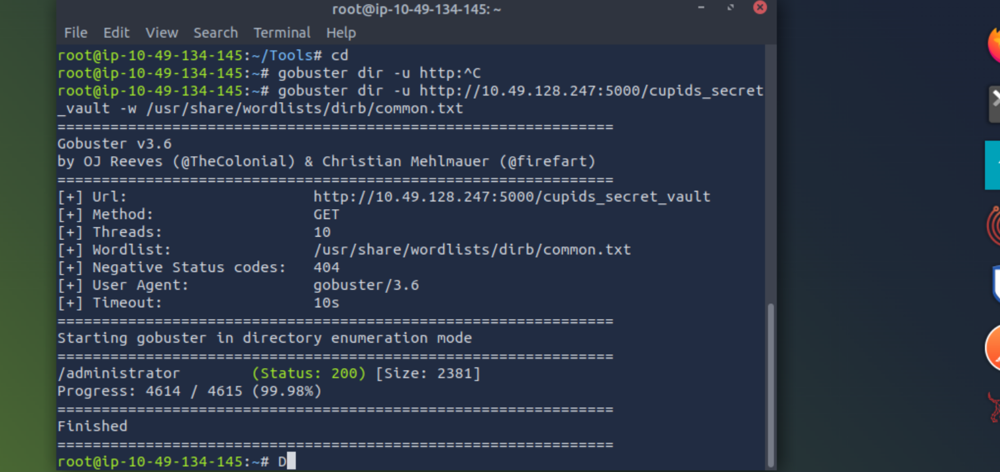 root@ip-10-49-134-145: ~
File Edit View Search Terminal Help
root@ip-10-49-134-145:~/Tools# cd
root@ip-10-49-134-145:~# gobuster dir -u http:^C
root@ip-10-49-134-145:~# gobuster dir -u http://10.49.128.247:5000/cupids_secret
_vault -w /usr/share/wordlists/dirb/common.txt
===============================================================
Gobuster v3.6
by OJ Reeves (@TheColonial) & Christian Mehlmauer (@firefart)
===============================================================
[+] Url:                     http://10.49.128.247:5000/cupids_secret_vault
[+] Method:                  GET
[+] Threads:                 10
[+] Wordlist:                /usr/share/wordlists/dirb/common.txt
[+] Negative Status codes:   404
[+] User Agent:              gobuster/3.6
[+] Timeout:                 10s
===============================================================
Starting gobuster in directory enumeration mode
===============================================================
/administrator        (Status: 200) [Size: 2381]
Progress: 4614 / 4615 (99.98%)
===============================================================
Finished
===============================================================
root@ip-10-49-134-145:~# D